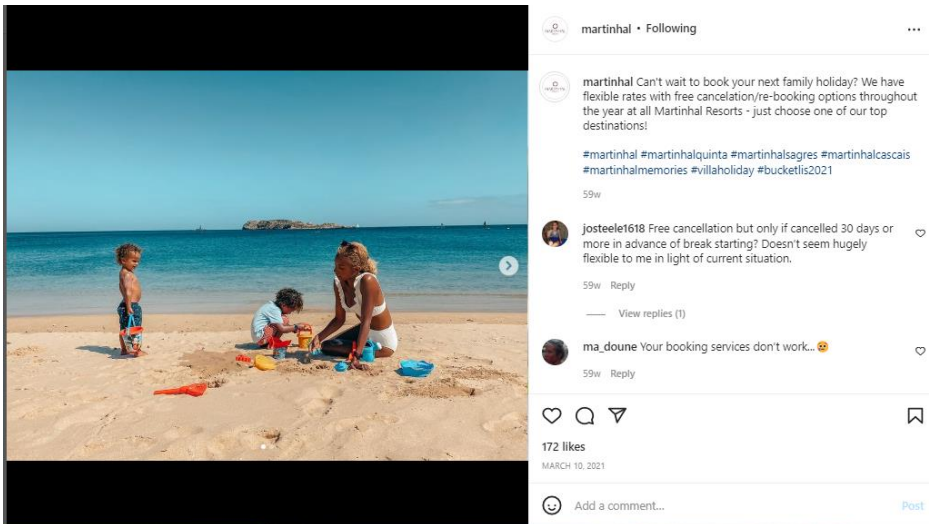 martinhal • Following
martinhal Can't wait to book your next family holiday? We have
flexible rates with free cancelation/re-booking options throughout
the year at all Martinhal Resorts - just choose one of our top
destinations!
#martinhal #martinhalquinta #martinhalsagres #martinhalcascais
#martinhalmemories #villaholiday #bucketlis2021
59w
josteele1618 Free cancellation but only if cancelled 30 days or
more in advance of break starting? Doesn't seem hugely
flexible to me in light of current situation.
59w Reply
View replies (1)
ma_doune Your booking services don't work...😢
59w Reply
172 likes
MARCH 10, 2021
Add a comment...
Post